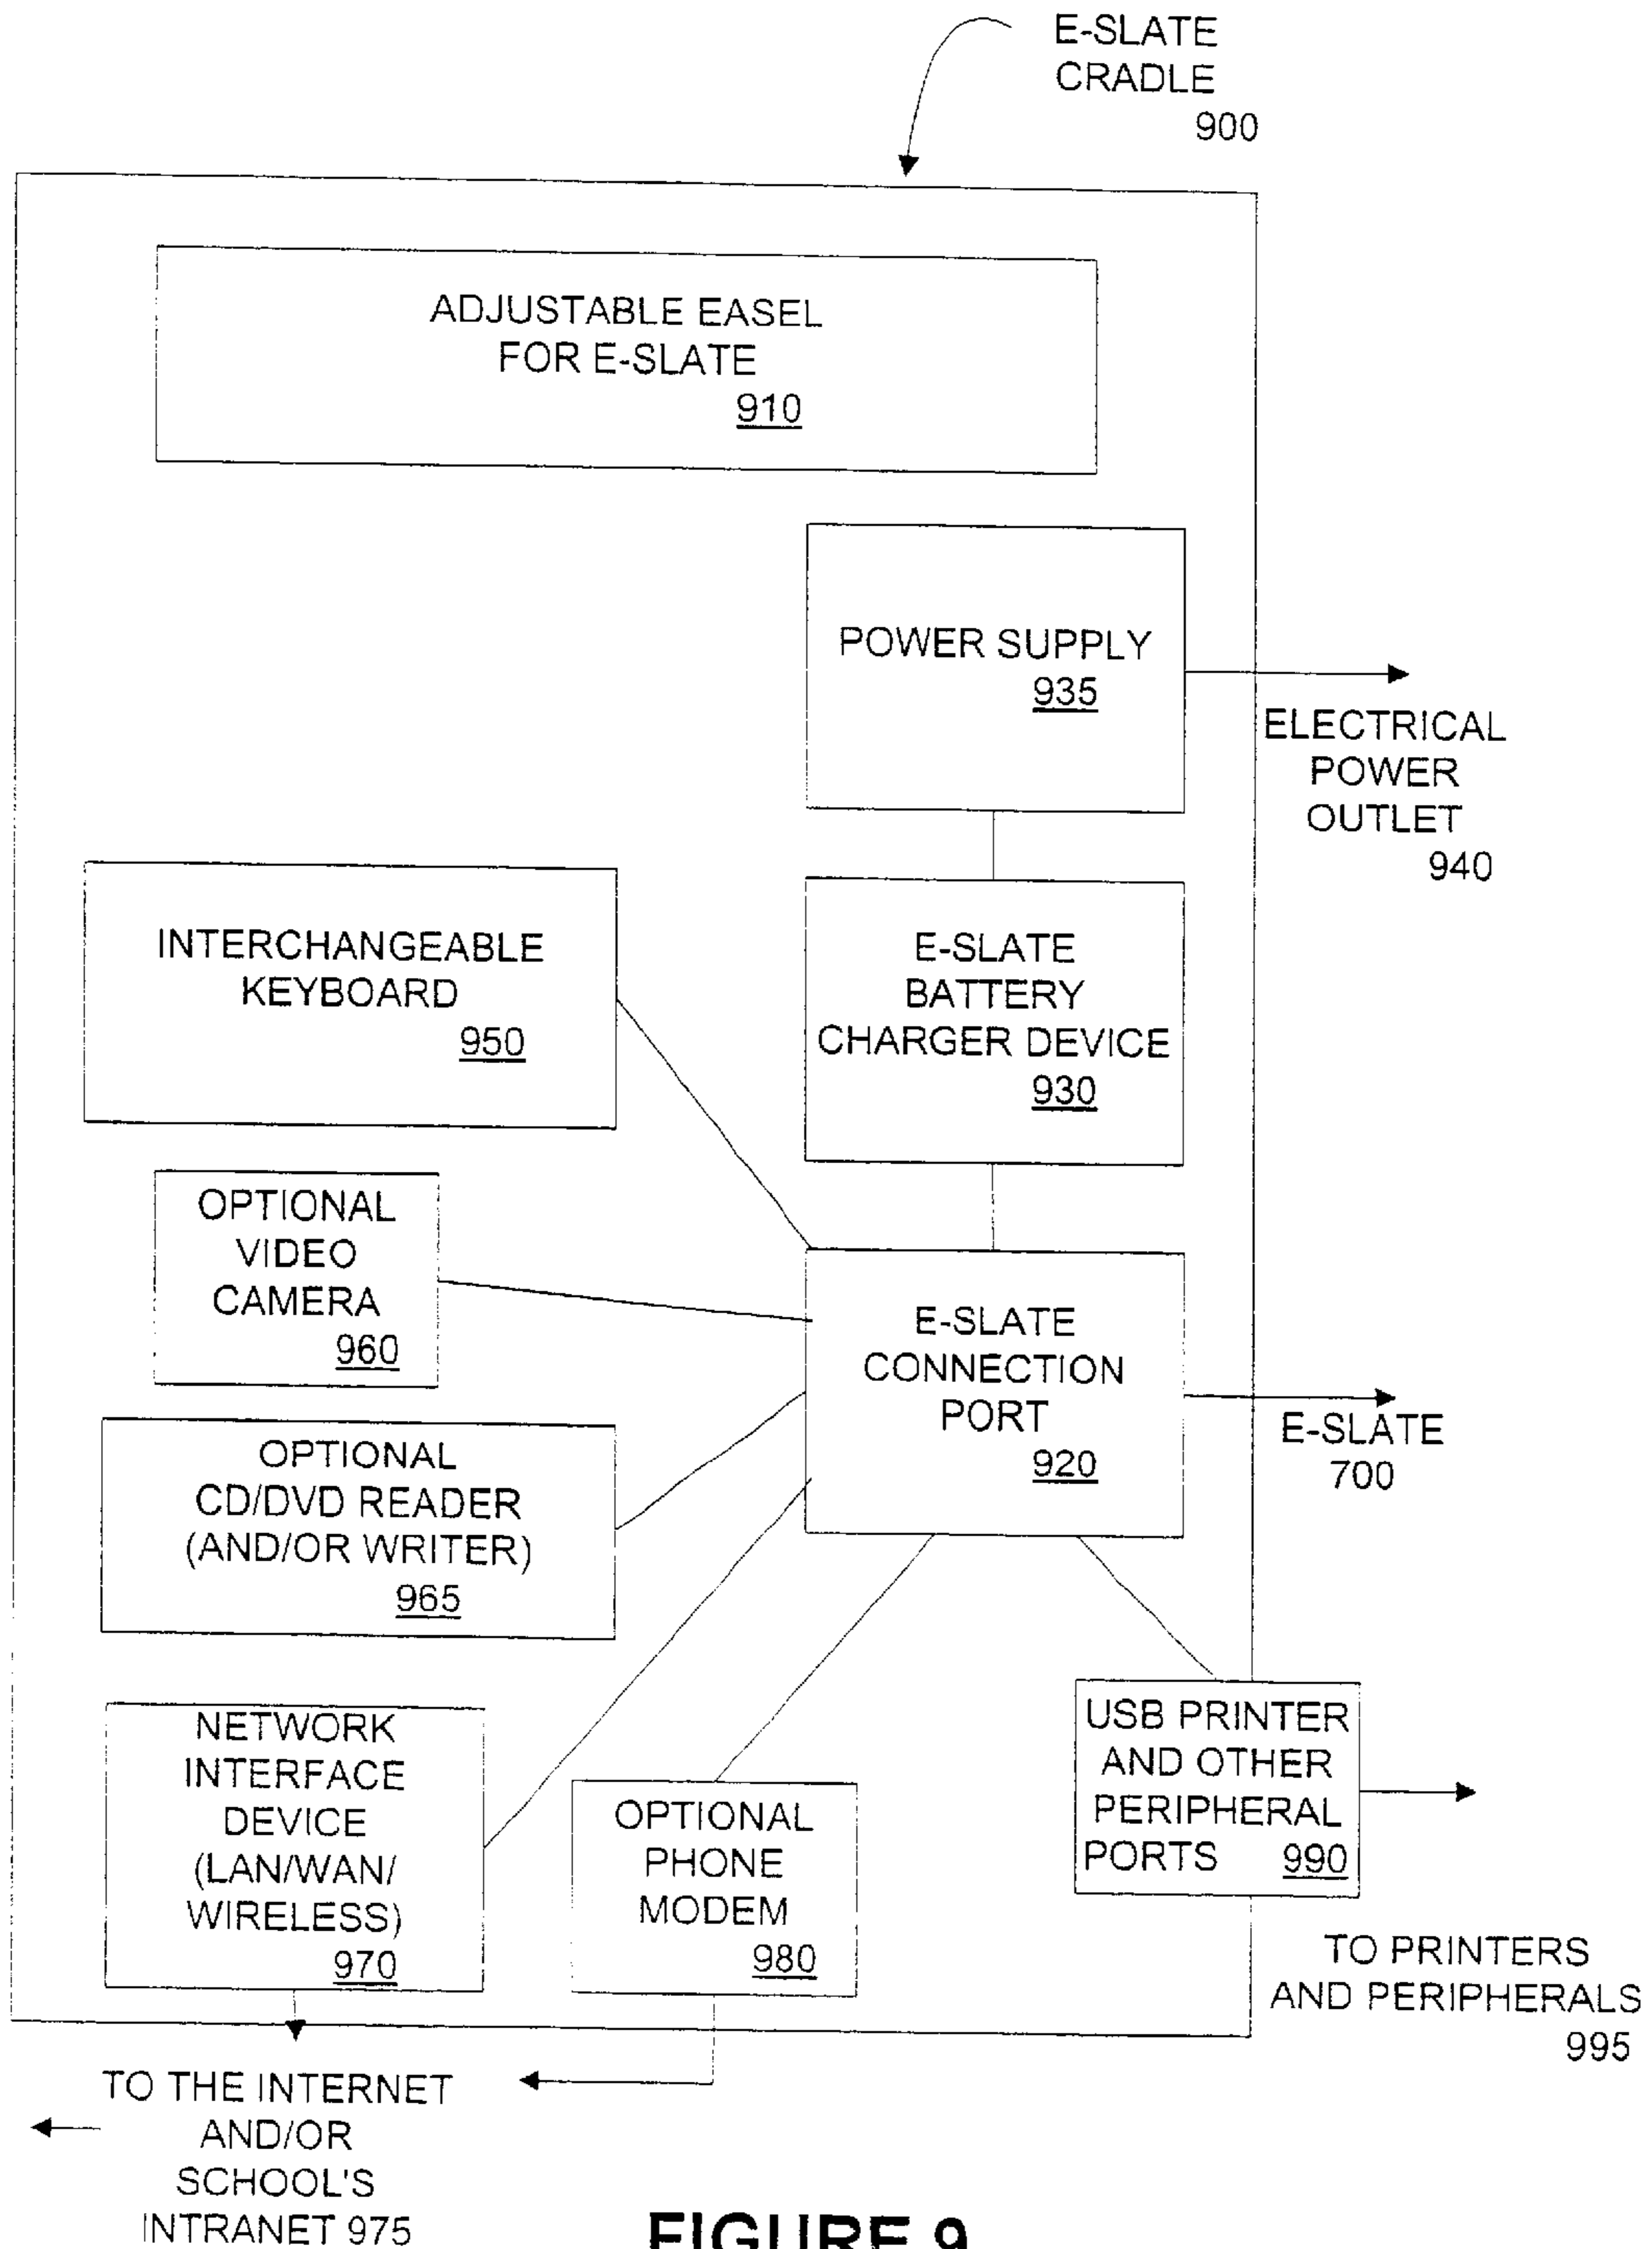 E-SLATE
CRADLE
900
ADJUSTABLE EASEL
FOR E-SLATE
910
POWER SUPPLY
935
ELECTRICAL
POWER
OUTLET
940
INTERCHANGEABLE
KEYBOARD
950
E-SLATE
BATTERY
CHARGER DEVICE
930
OPTIONAL
VIDEO
CAMERA
960
E-SLATE
CONNECTION
PORT
920
E-SLATE
700
OPTIONAL
CD/DVD READER
(AND/OR WRITER)
965
NETWORK
INTERFACE
DEVICE
(LAN/WAN/
WIRELESS)
970
OPTIONAL
PHONE
MODEM
980
USB PRINTER
AND OTHER
PERIPHERAL
PORTS 990
TO PRINTERS
AND PERIPHERALS
995
TO THE INTERNET
AND/OR
SCHOOL'S
INTRANET 975
FIGURE 9